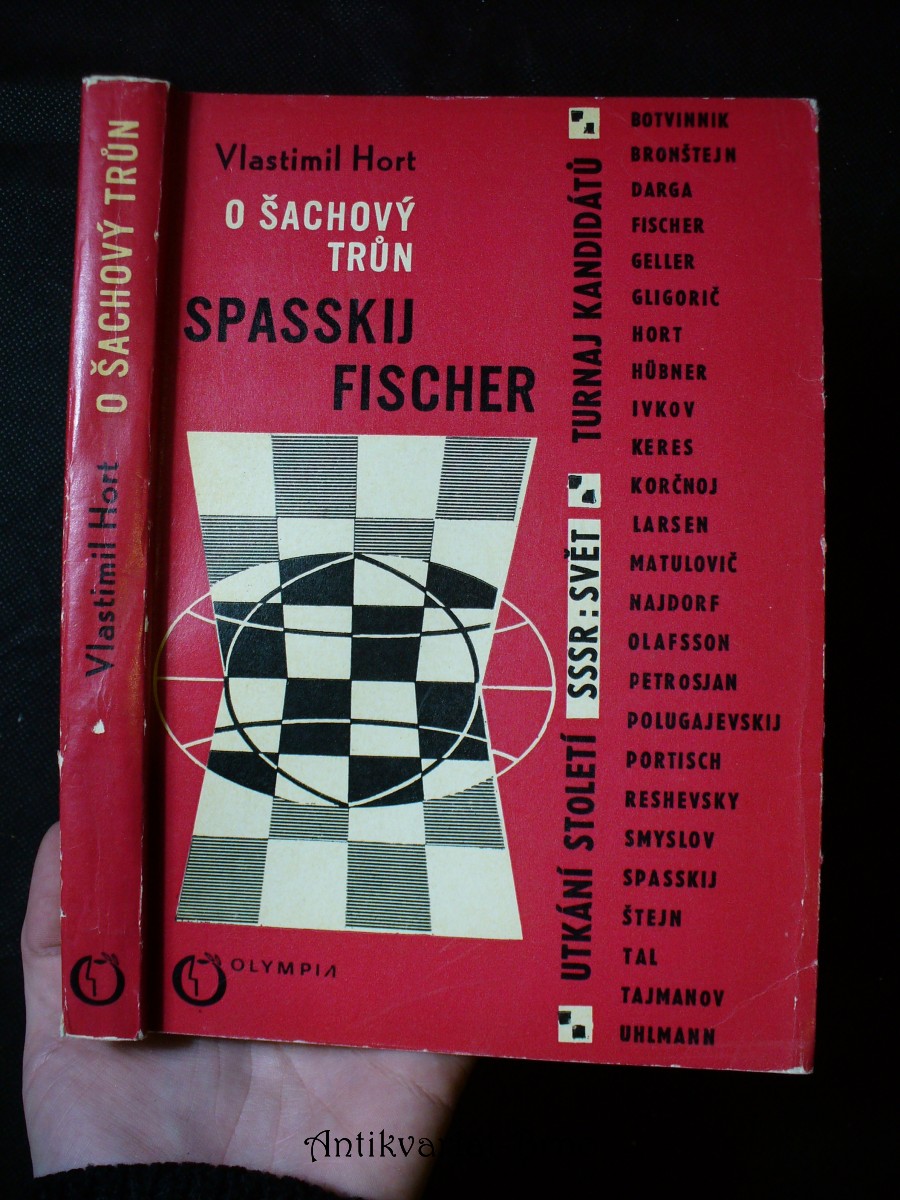 Vlastimil Hort O ŠACHOVÝ TRŮN
Vlastimil Hort
O ŠACHOVÝ
TRŮN
SPASSKIJ
FISCHER
OLYMPIA
UTKÁNÍ STOLETÍ SSSR : SVĚT TURNAJ KANDIDÁTŮ
BOTVINNIK
BRONŠTEJN
DARGA
FISCHER
GELLER
GLIGORIČ
HORT
HÜBNER
IVKOV
KERES
KORČNOJ
LARSEN
MATULOVIČ
NAJDORF
OLAFSSON
PETROSJAN
POLUGAJEVSKIJ
PORTISCH
RESHEVSKY
SMYSLOV
SPASSKIJ
ŠTEJN
TAL
TAJMANOV
UHLMANN